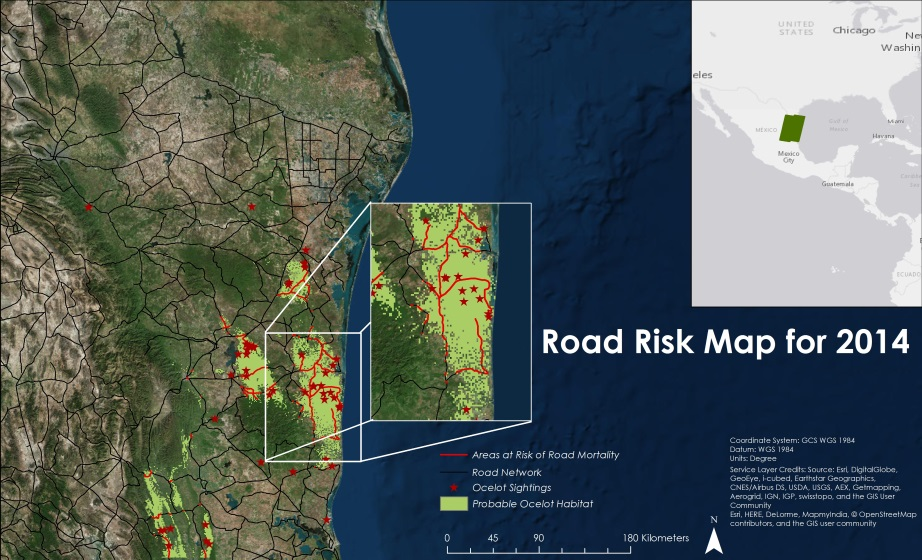 UNITED
STATES
Chicago
New
Washin
eles
MEXICO
Gulf of
Mexico
Miami
Havana
Mexico
City
Guatemala
ECUADO
Road Risk Map for 2014
Areas at Risk of Road Mortality
Road Network
Ocelot Sightings
Probable Ocelot Habitat
0 45 90 180 Kilometers
Coordinate System: GCS WGS 1984
Datum: WGS 1984
Units: Degree
Service Layer Credits: Source: Esri, DigitalGlobe,
GeoEye, i-cubed, Earthstar Geographics,
CNES/Airbus DS, USDA, USGS, AEX, Getmapping,
Aerogrid, IGN, IGP, swisstopo, and the GIS User
Community
Esri, HERE, DeLorme, MapmyIndia, © OpenStreetMap
contributors, and the GIS user community
N